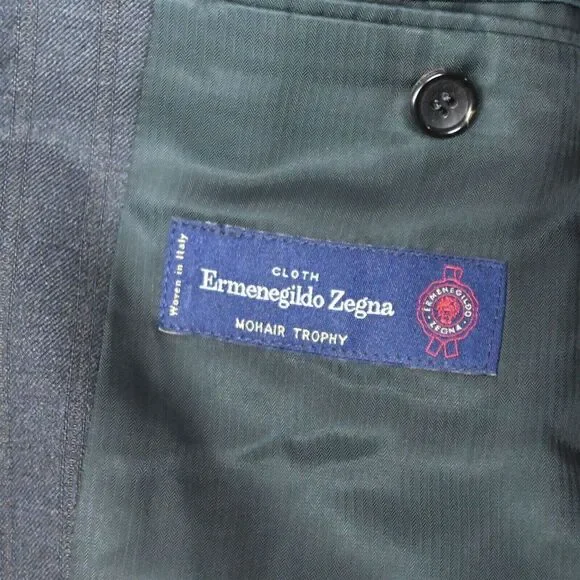 Woven in Italy
CLOTH
Ermenegildo Zegna
MOHAIR TROPHY
· ERMENEGILDO ·
ZEGNA